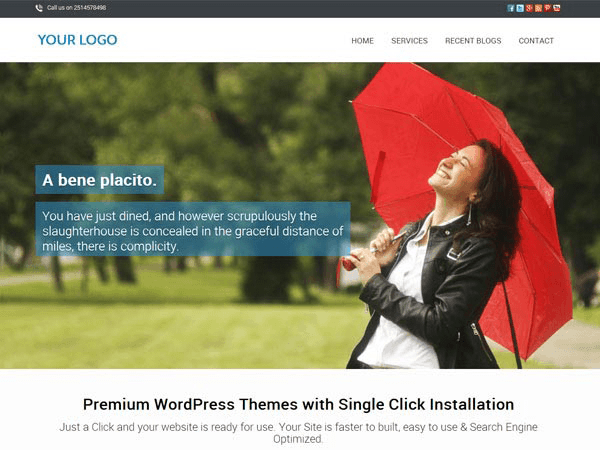 Call us on 2514578498
YOUR LOGO
HOME SERVICES RECENT BLOGS CONTACT
A bene placito.
You have just dined, and however scrupulously the
slaughterhouse is concealed in the graceful distance of
miles, there is complicity.
Premium WordPress Themes with Single Click Installation
Just a Click and your website is ready for use. Your Site is faster to built, easy to use & Search Engine
Optimized.